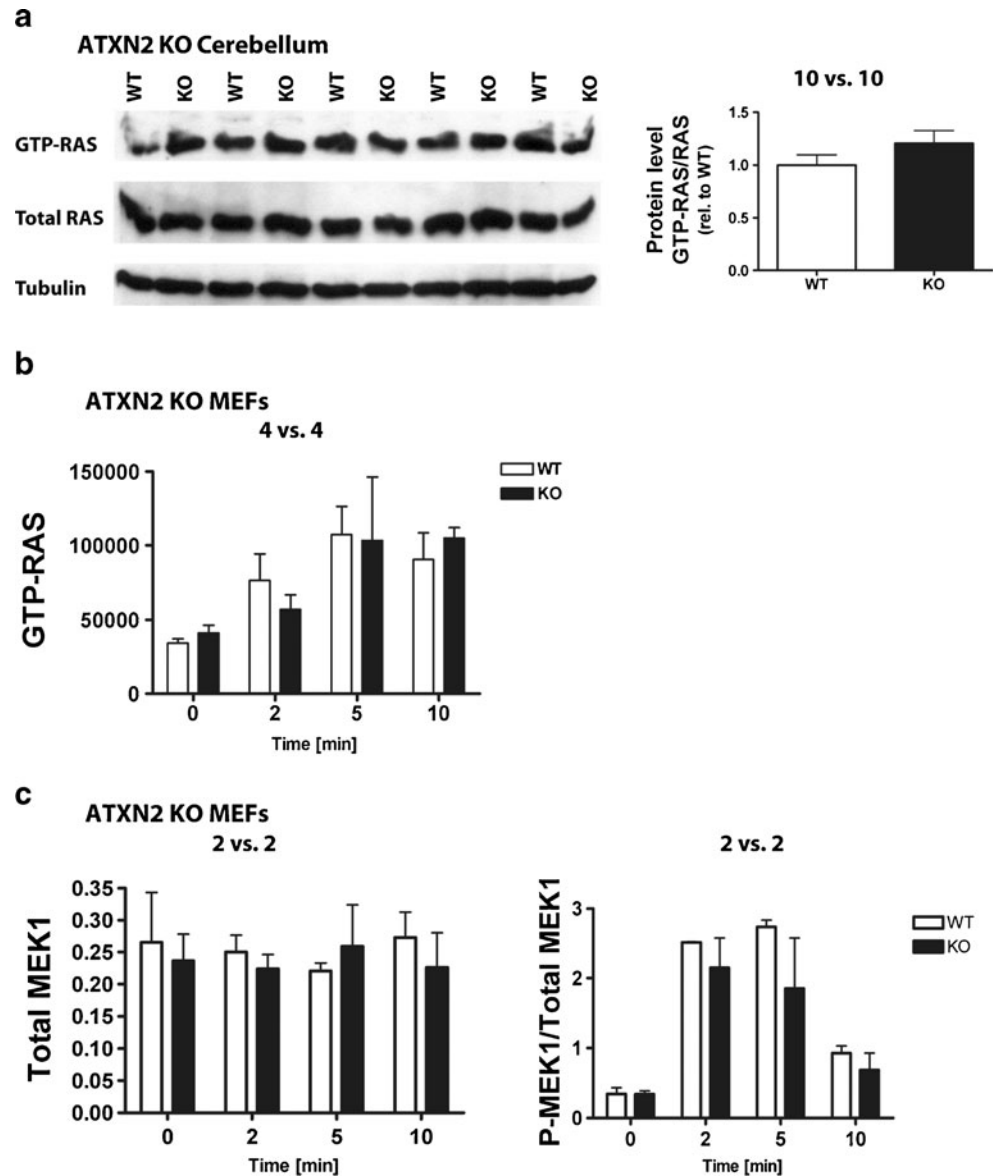 a
ATXN2 KO Cerebellum
WT KO WT KO WT KO WT KO WT KO
GTP-RAS
Total RAS
Tubulin
10 vs. 10
Protein level
GTP-RAS/RAS
(rel. to WT)
1.5
1.0
0.5
0.0
WT KO
b
ATXN2 KO MEFs
4 vs. 4
GTP-RAS
150000
100000
50000
0
0 2 5 10
Time [min]
WT
KO
c
ATXN2 KO MEFs
2 vs. 2
Total MEK1
0.35
0.30
0.25
0.20
0.15
0.10
0.05
0.00
0 2 5 10
Time [min]
2 vs. 2
P-MEK1/Total MEK1
3
2
1
0
0 2 5 10
Time [min]
WT
KO